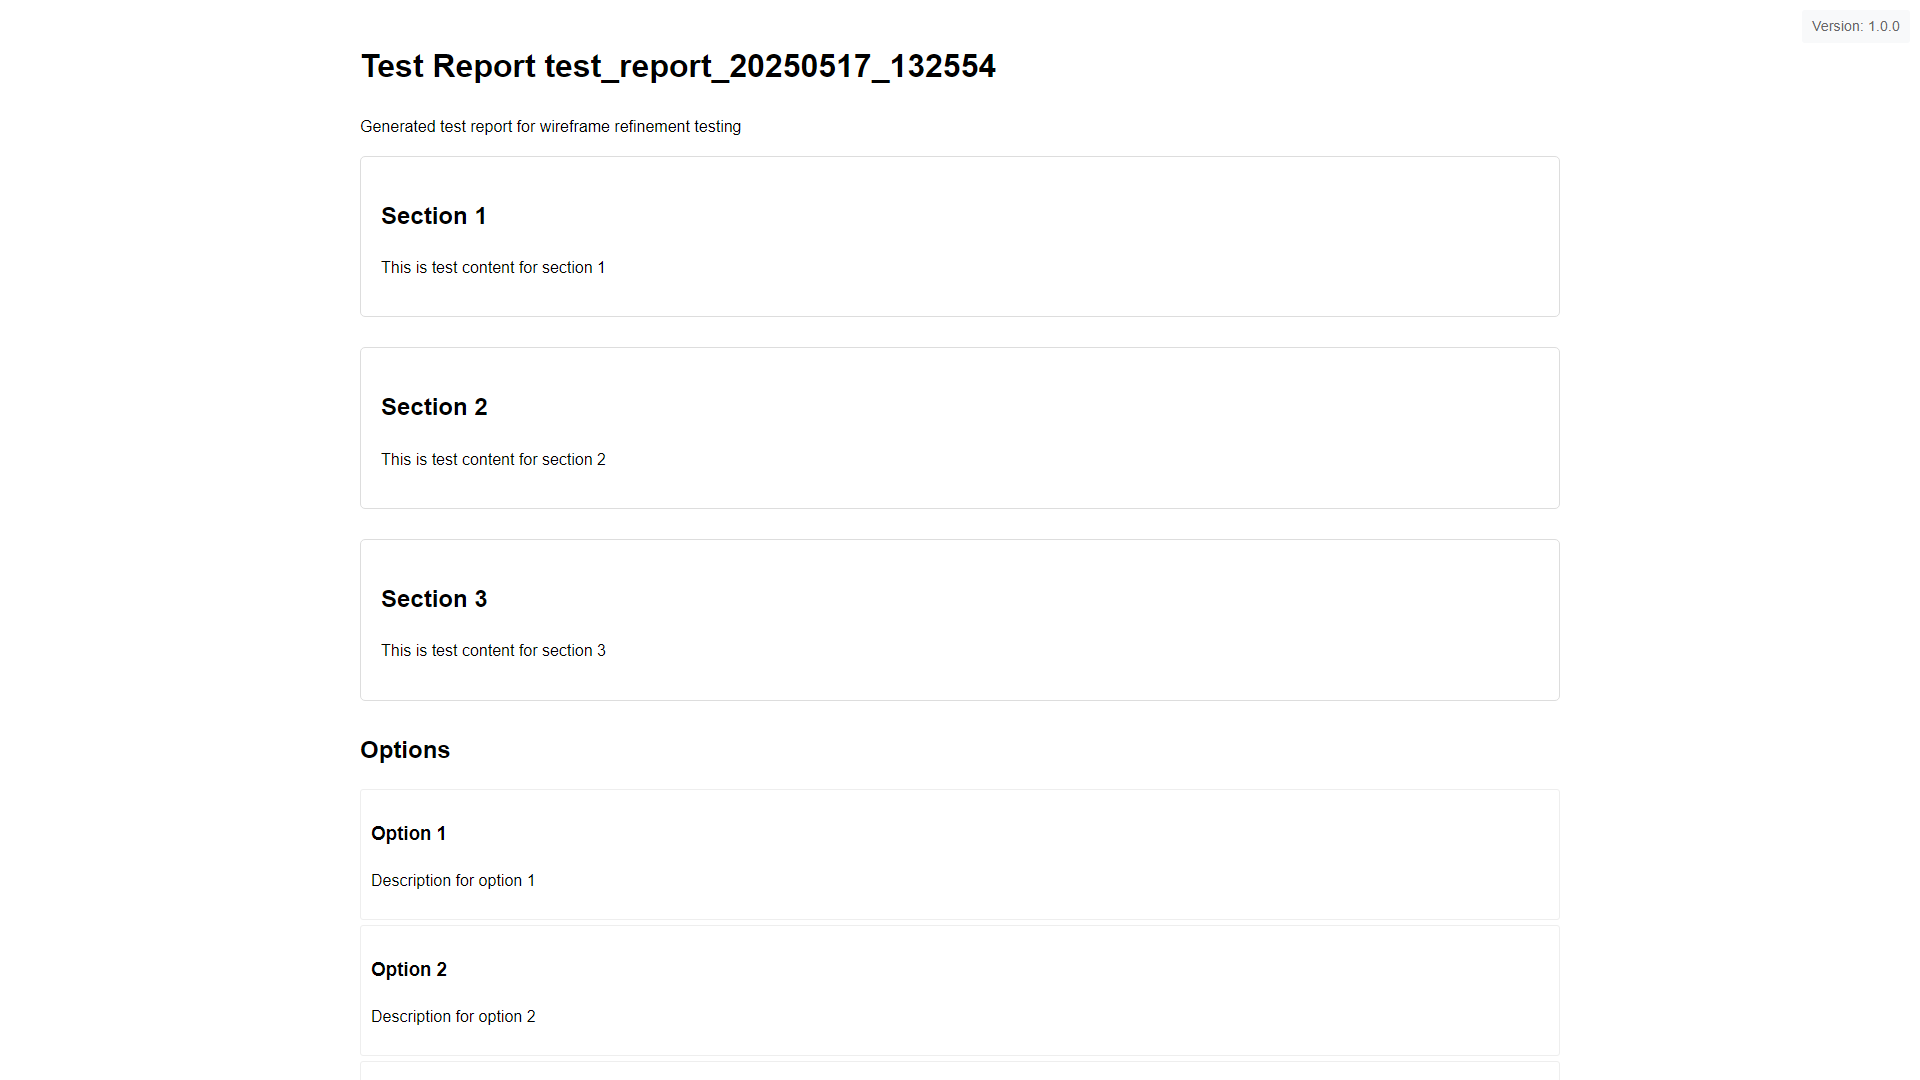 Version: 1.0.0
Test Report test_report_20250517_132554
Generated test report for wireframe refinement testing
Section 1
This is test content for section 1
Section 2
This is test content for section 2
Section 3
This is test content for section 3
Options
Option 1
Description for option 1
Option 2
Description for option 2